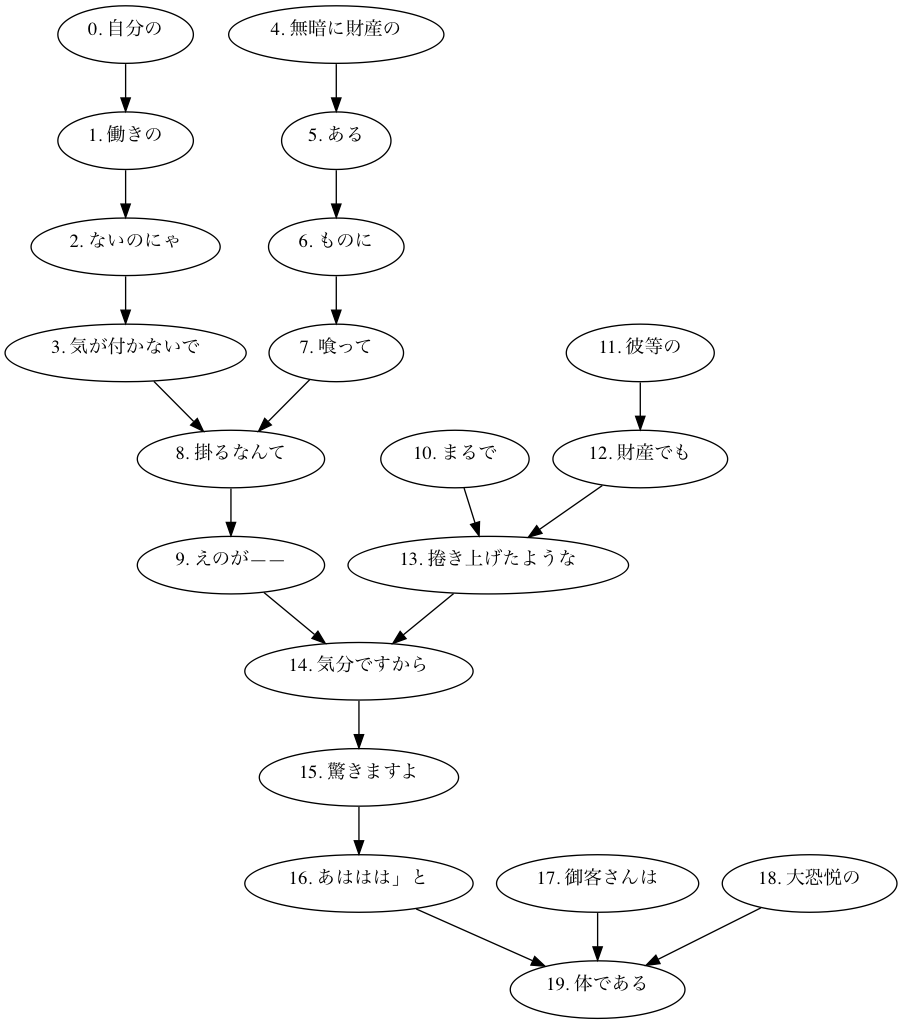 0. 自分の
1. 働きの
2. ないのにゃ
3. 気が付かないで
4. 無暗に財産の
5. ある
6. ものに
7. 喰って
8. 掛るなんて
9. えのが——
10. まるで
11. 彼等の
12. 財産でも
13. 捲き上げたような
14. 気分ですから
15. 驚きますよ
16. あははは」と
17. 御客さんは
18. 大恐悦の
19. 体である